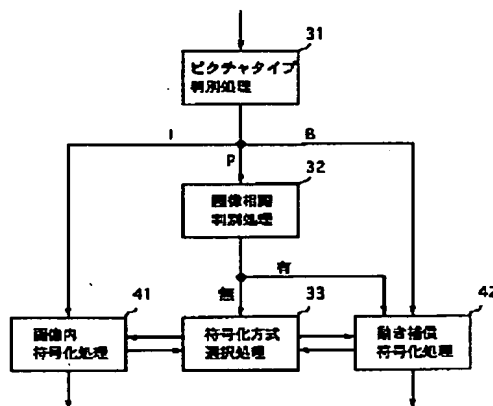 31
ピクチャタイプ
判別処理
I
B
P
32
画像相関
判別処理
有
無
41
33
42
画像内
符号化処理
符号化方式
選択処理
動き補償
符号化処理